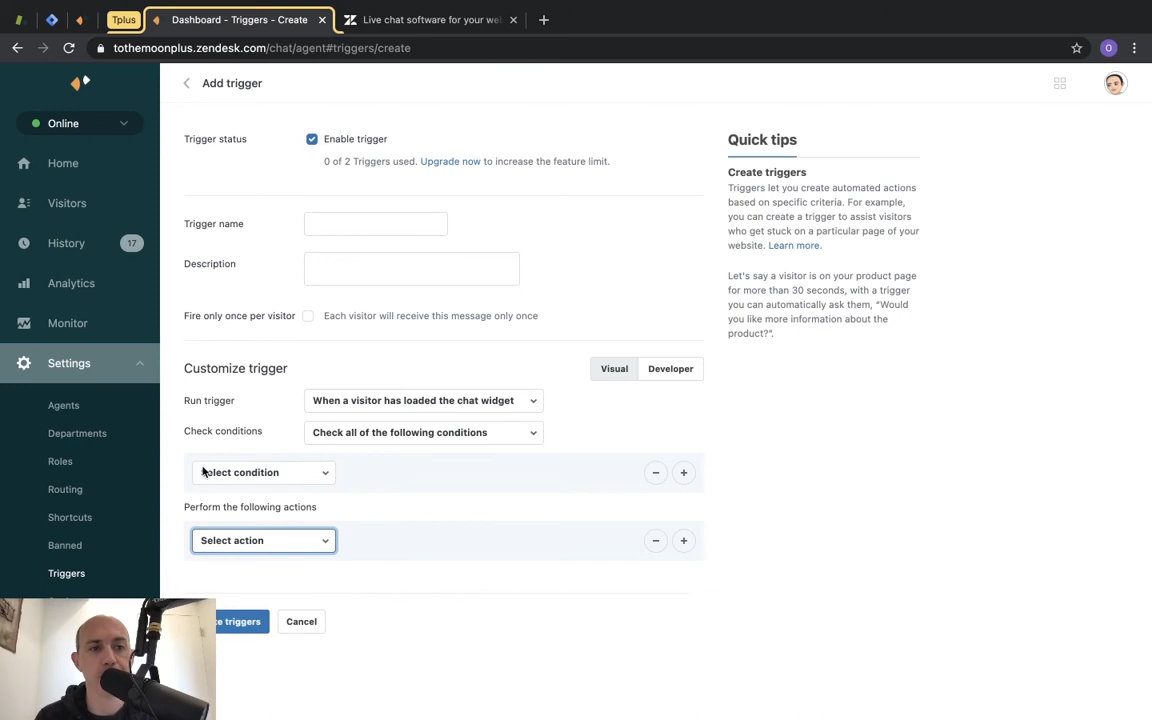 Tplus
Dashboard - Triggers - Create
Live chat software for your we
tothemoonplus.zendesk.com/chat/agent#triggers/create
O
Online
Home
Visitors
History
17
Analytics
Monitor
Settings
Agents
Departments
Roles
Routing
Shortcuts
Banned
Triggers
Add trigger
Trigger status
Enable trigger
0 of 2 Triggers used. Upgrade now to increase the feature limit.
Trigger name
Description
Fire only once per visitor
Each visitor will receive this message only once
Customize trigger
Visual
Developer
Run trigger
When a visitor has loaded the chat widget
Check conditions
Check all of the following conditions
Select condition
Perform the following actions
Select action
te triggers
Cancel
Quick tips
Create triggers
Triggers let you create automated actions
based on specific criteria. For example,
you can create a trigger to assist visitors
who get stuck on a particular page of your
website. Learn more.
Let's say a visitor is on your product page
for more than 30 seconds, with a trigger
you can automatically ask them, "Would
you like more information about the
product?".